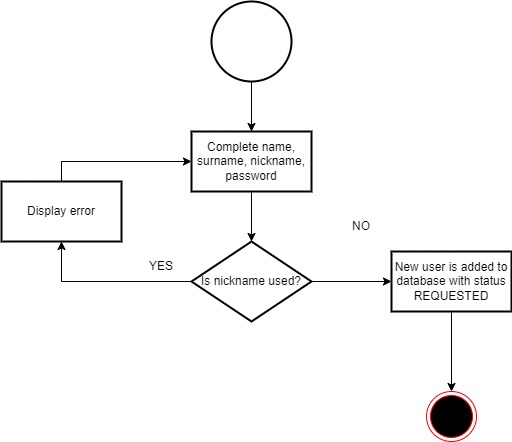 Complete name,
surname, nickname,
password
Display error
NO
YES
Is nickname used?
New user is added to
database with status
REQUESTED